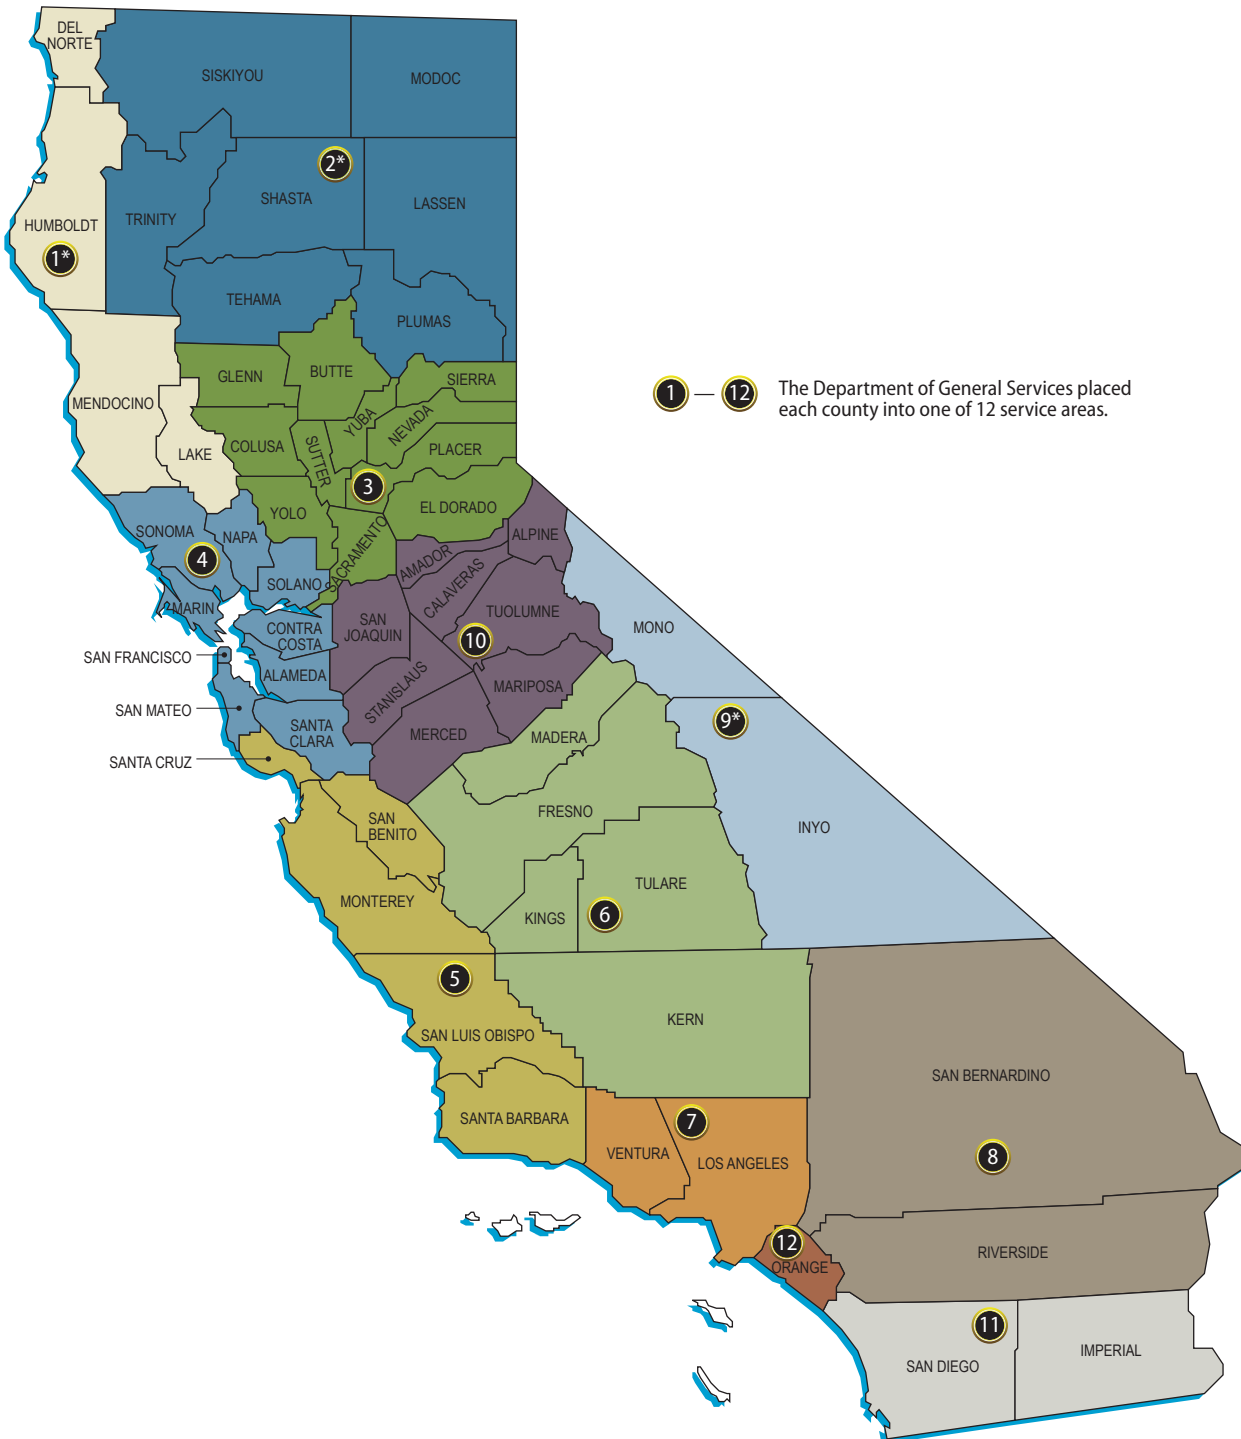 DEL
NORTE
SISKIYOU
MODOC
2*
SHASTA
LASSEN
TRINITY
HUMBOLDT
1*
TEHAMA
PLUMAS
GLENN
BUTTE
SIERRA
MENDOCINO
YUBA
NEVADA
COLUSA
SUTTER
PLACER
LAKE
3
YOLO
EL DORADO
SONOMA
NAPA
SACRAMENTO
AMADOR
ALPINE
4
SOLANO
CALAVERAS
MARIN
TUOLUMNE
CONTRA
COSTA
SAN
JOAQUIN
10
MONO
SAN FRANCISCO
ALAMEDA
STANISLAUS
MARIPOSA
SAN MATEO
SANTA
CLARA
MERCED
MADERA
9*
SANTA CRUZ
FRESNO
SAN
BENITO
INYO
TULARE
MONTEREY
KINGS
6
5
SAN LUIS OBISPO
KERN
SAN BERNARDINO
SANTA BARBARA
7
VENTURA
LOS ANGELES
8
12
ORANGE
RIVERSIDE
11
SAN DIEGO
IMPERIAL
1 — 12 The Department of General Services placed
each county into one of 12 service areas.